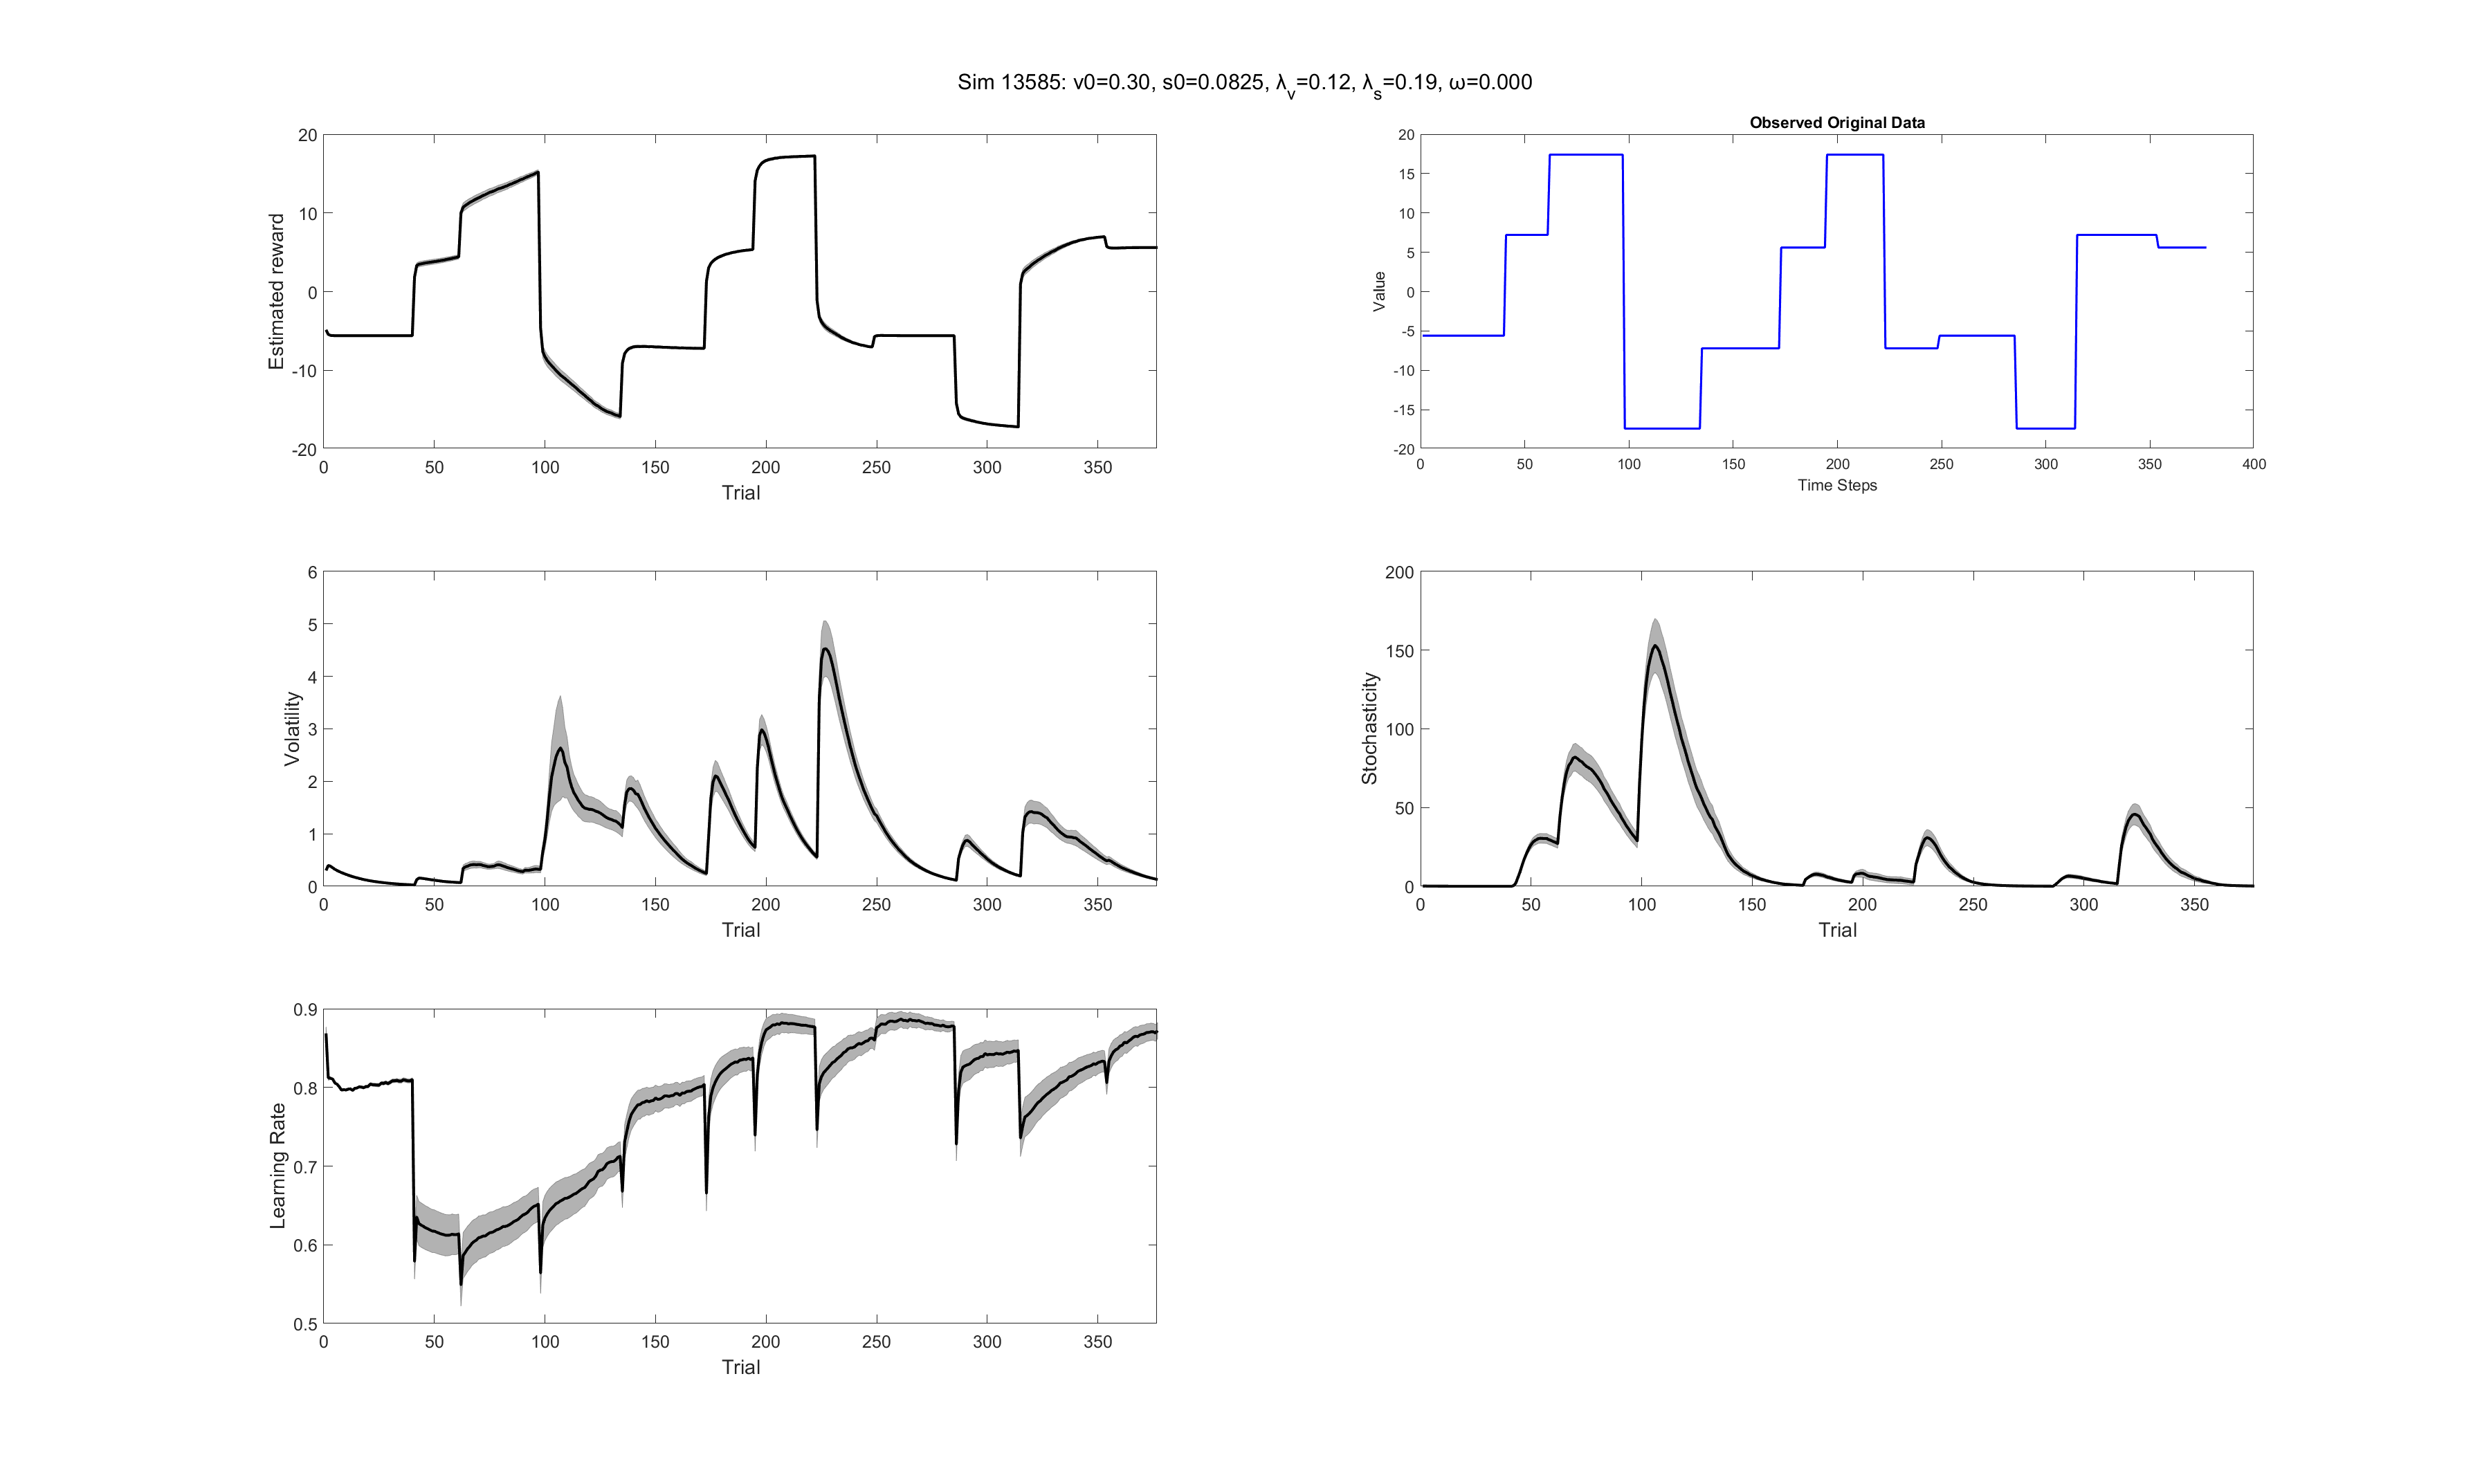 Sim 13585: v0=0.30, s0=0.0825, λ_v=0.12, λ_s=0.19, ω=0.000
20
10
0
-10
-20
Estimated reward
0 50 100 150 200 250 300 350
Trial
Observed Original Data
20
15
10
5
0
-5
-10
-15
-20
Value
0 50 100 150 200 250 300 350 400
Time Steps
6
5
4
3
2
1
0
Volatility
0 50 100 150 200 250 300 350
Trial
200
150
100
50
0
Stochasticity
0 50 100 150 200 250 300 350
Trial
0.9
0.8
0.7
0.6
0.5
Learning Rate
0 50 100 150 200 250 300 350
Trial